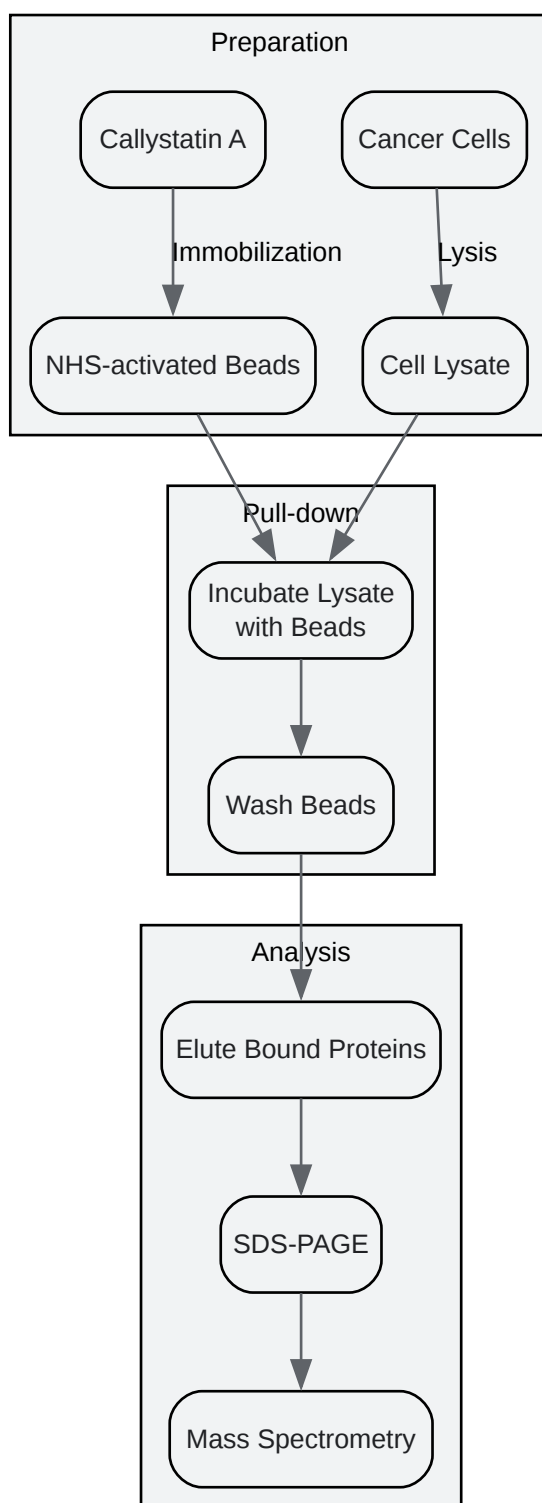 Preparation
Callystatin A
Cancer Cells
Immobilization
Lysis
NHS-activated Beads
Cell Lysate
Pull-down
Incubate Lysate
with Beads
Wash Beads
Analysis
Elute Bound Proteins
SDS-PAGE
Mass Spectrometry